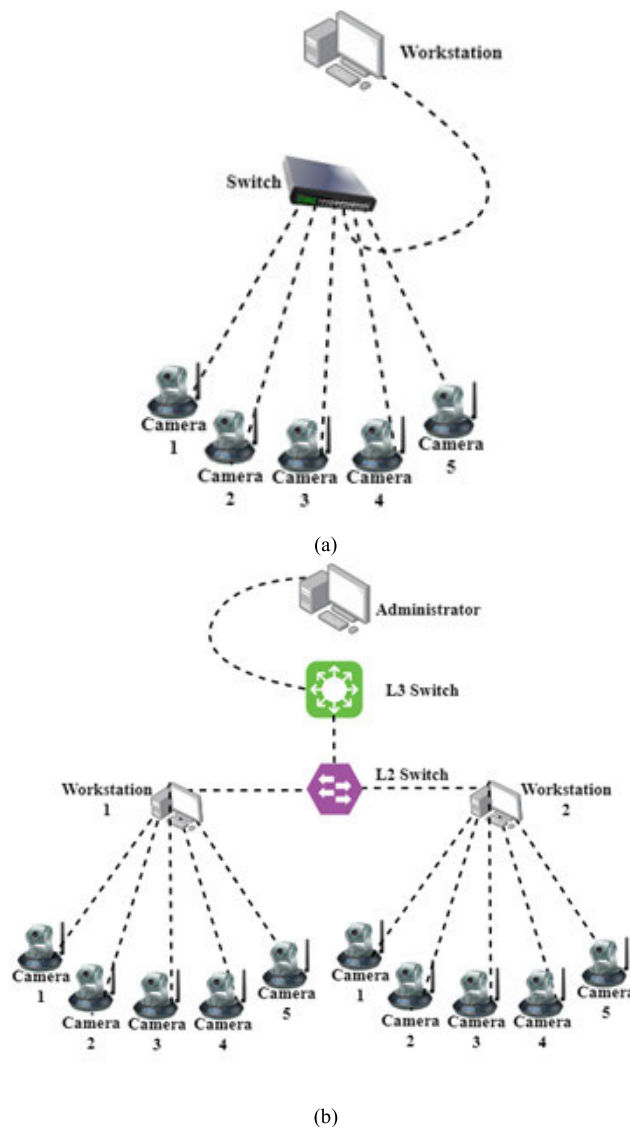 Workstation
Switch
Camera
1
Camera
2
Camera
3
Camera
4
Camera
5
(a)
Administrator
L3 Switch
L2 Switch
Workstation
1
Workstation
2
Camera
1
Camera
2
Camera
3
Camera
4
Camera
5
Camera
1
Camera
2
Camera
3
Camera
4
Camera
5
(b)